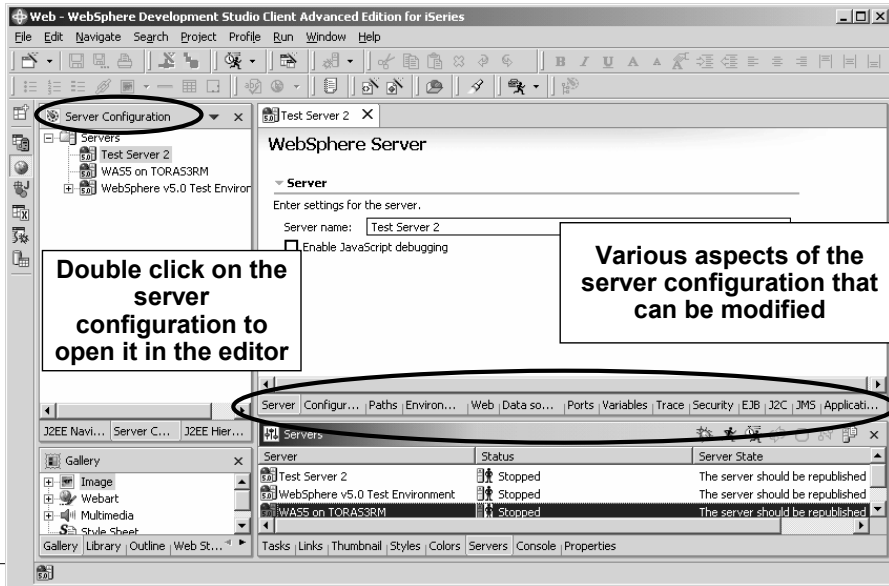 Web - WebSphere Development Studio Client Advanced Edition for iSeries
File Edit Navigate Search Project Profile Run Window Help
B I U A A
Server Configuration
Servers
Test Server 2
WAS5 on TORAS3RM
WebSphere v5.0 Test Environ
Double click on the
server
configuration to
open it in the editor
J2EE Navi... Server C... J2EE Hier...
Gallery
Image
Webart
Multimedia
Style Sheet
Gallery Library Outline Web St...
Test Server 2
WebSphere Server
Server
Enter settings for the server.
Server name: Test Server 2
Enable JavaScript debugging
Various aspects of the
server configuration that
can be modified
Server Configur... Paths Environ... Web Data so... Ports Variables Trace Security EJB J2C JMS Applicati...
Servers
Server Status Server State
Test Server 2 Stopped The server should be republished
WebSphere v5.0 Test Environment Stopped The server should be republished
WAS5 on TORAS3RM Stopped The server should be republished
Tasks Links Thumbnail Styles Colors Servers Console Properties